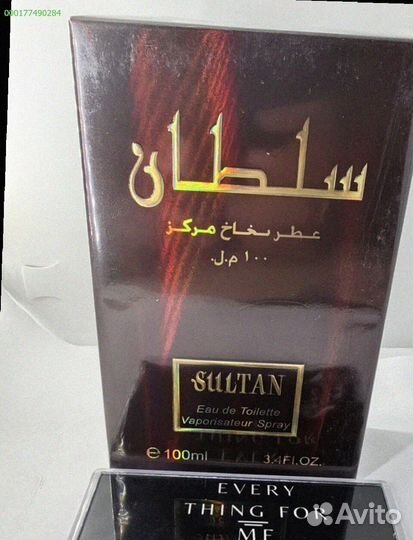 000177490284
سلطان
عطر بخاخ مركز
١٠٠ م.ل.
SULTAN
Eau de Toilette
Vaporisateur Spray
℮ 100ml 3.4FI.OZ.
EVERY
THING FOR
ME
Avito